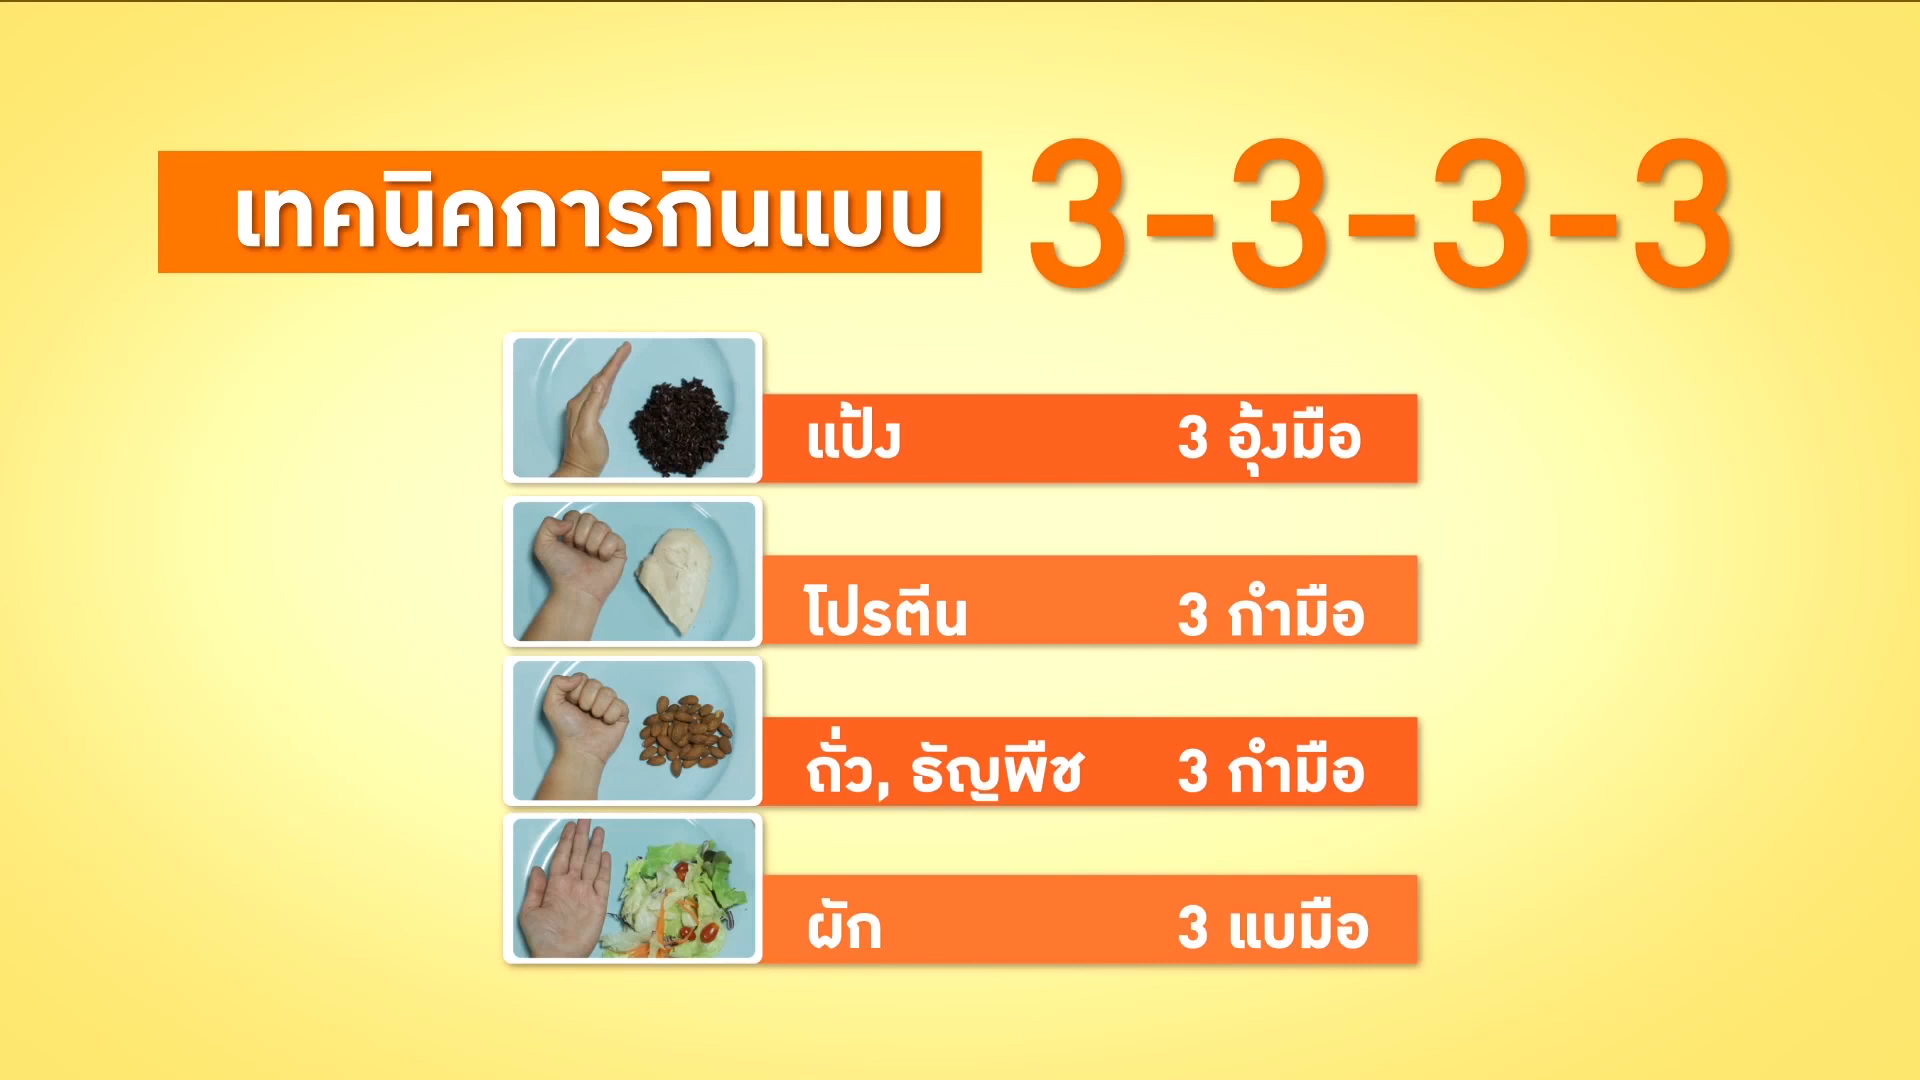 เทคนิคการกินแบบ 3-3-3-3
แป้ง 3 อุ้งมือ
โปรตีน 3 กำมือ
ถั่ว, ธัญพืช 3 กำมือ
ผัก 3 แบมือ